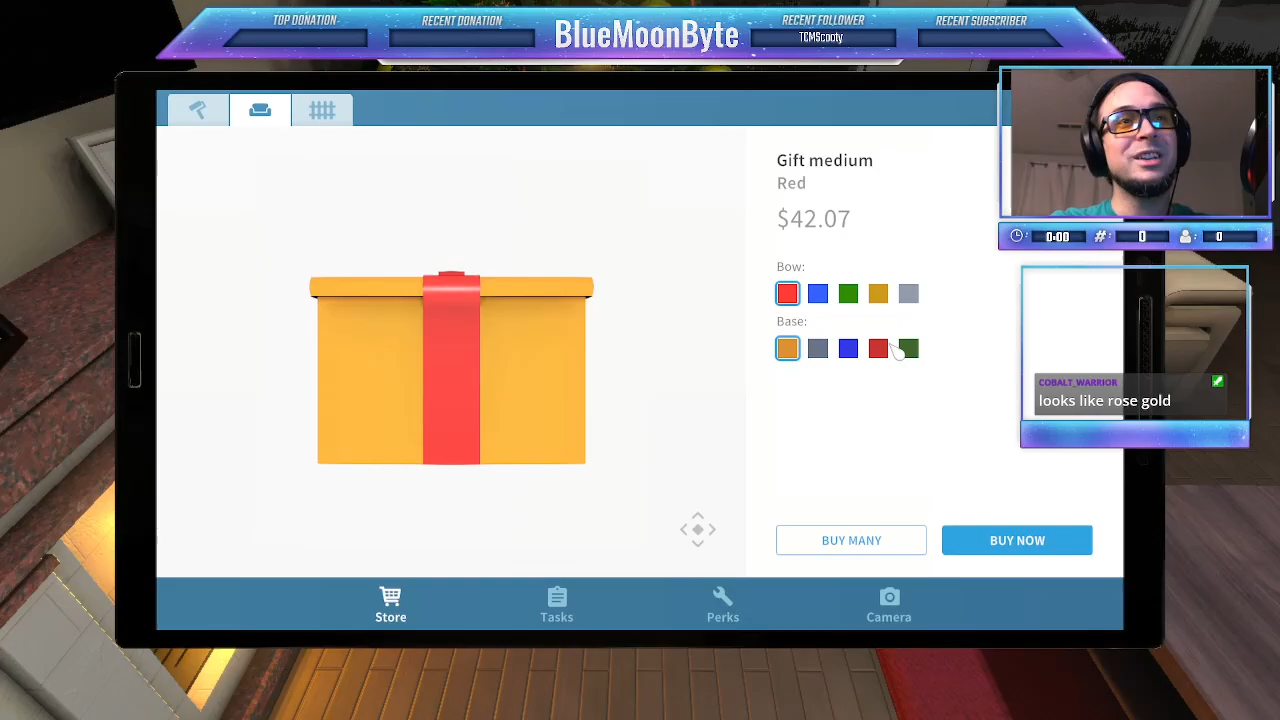 TOP DONATION
RECENT DONATION
BlueMoonByte
RECENT FOLLOWER
TCMScooty
RECENT SUBSCRIBER
Gift medium
Red
$42.07
Bow:
Base:
0:00
#:
0
0
COBALT_WARRIOR
looks like rose gold
BUY MANY
BUY NOW
Store
Tasks
Perks
Camera